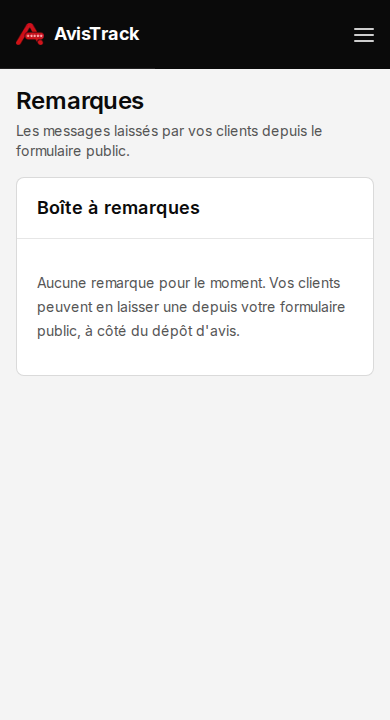 AvisTrack
Remarques
Les messages laissés par vos clients depuis le
formulaire public.
Boîte à remarques
Aucune remarque pour le moment. Vos clients
peuvent en laisser une depuis votre formulaire
public, à côté du dépôt d'avis.